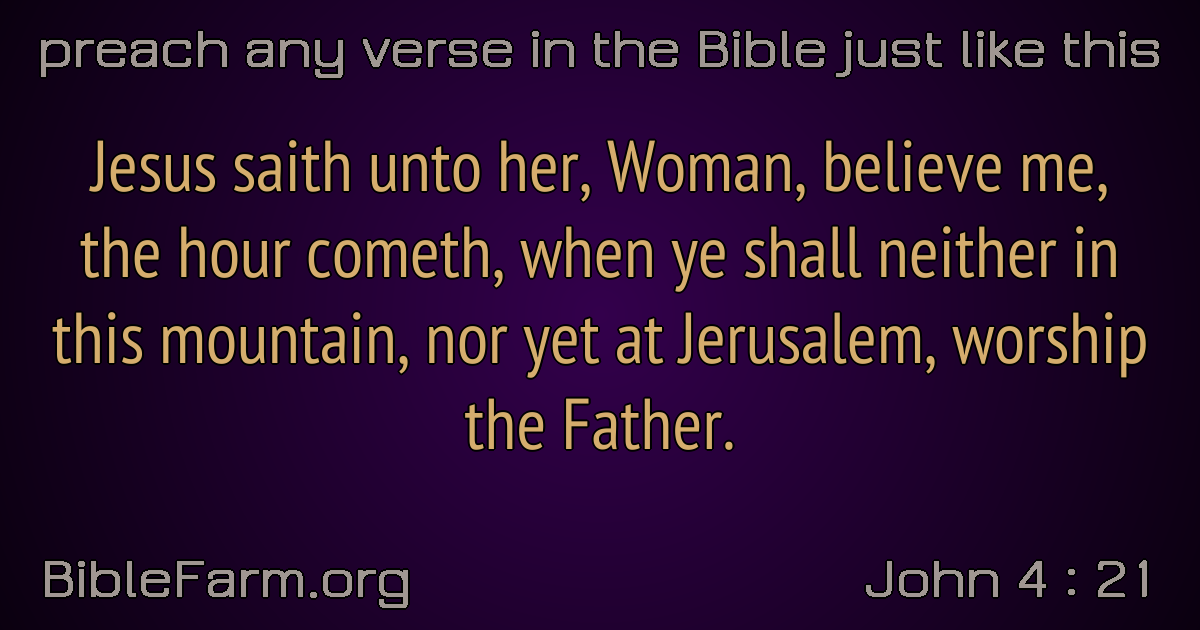 preach any verse in the Bible just like this
Jesus saith unto her, Woman, believe me,
the hour cometh, when ye shall neither in
this mountain, nor yet at Jerusalem, worship
the Father.
BibleFarm.org
John 4 : 21